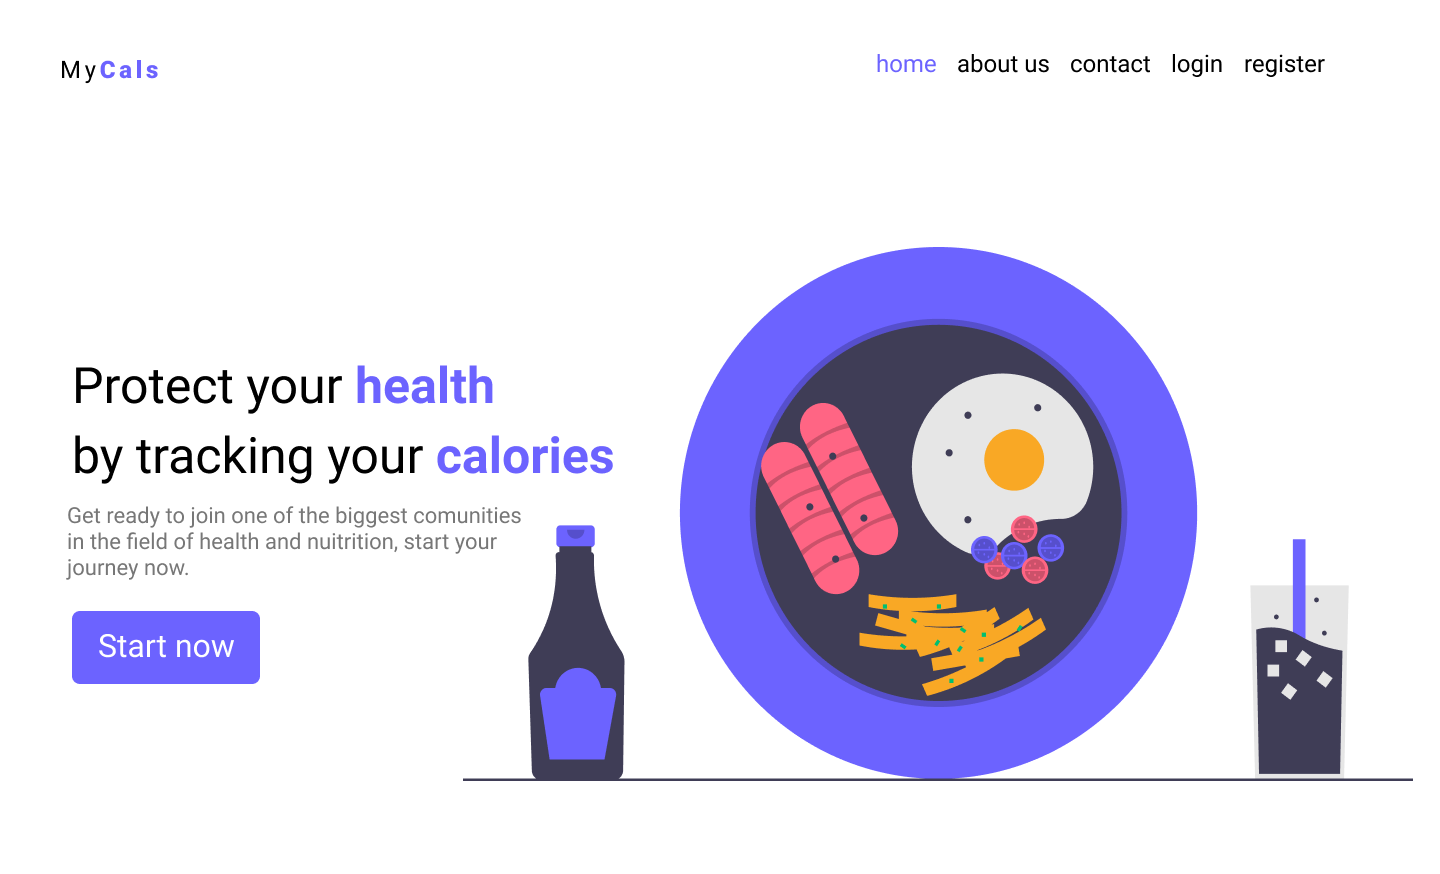 MyCals
home about us contact login register
Protect your health
by tracking your calories
Get ready to join one of the biggest comunities
in the field of health and nuitrition, start your
journey now.
Start now